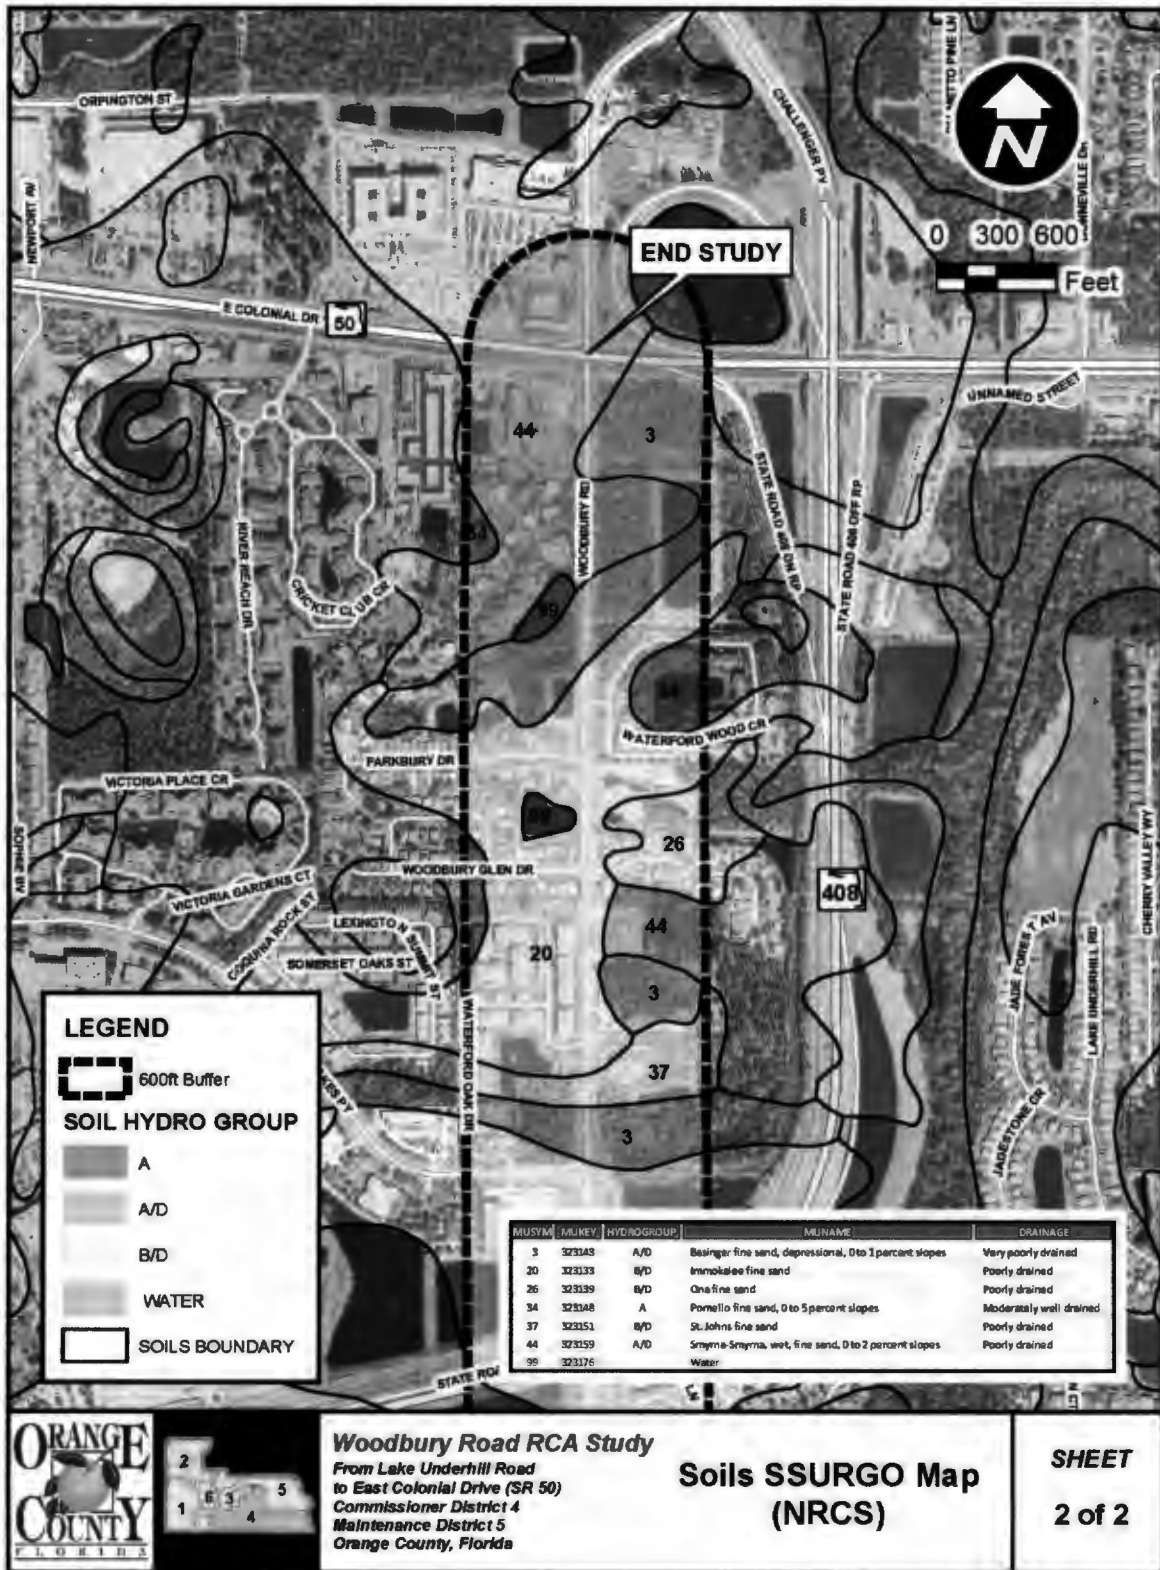 ORPINGTON ST
NEWPORT AV
CHALLENGER PY
N
0 300 600
Feet
END STUDY
E COLONIAL DR
50
UNNAMED STREET
44
3
WOODBURY RD
STATE ROAD 408 ON RP
STATE ROAD 408 OFF RP
RIVER REACH DR
CRICKET CLUB CR
99
34
WATERFORD WOOD CR
PARKBURY DR
VICTORIA PLACE CR
99
26
WOODBURY GLEN DR
408
CHERRY VALLEY WY
VICTORIA GARDENS CT
COQUINA ROCK ST
LEXINGTON SUMMIT ST
SOMERSET OAKS ST
44
20
3
JADE FOREST AV
LAKE UNDERHILL RD
WATERFORD OAK DR
37
JADESTONE CR
3
LEGEND
600ft Buffer
SOIL HYDRO GROUP
A
A/D
B/D
WATER
SOILS BOUNDARY
MUSYM MUKEY HYDROGROUP MUNAME DRAINAGE
3 323143 A/D Basinger fine sand, depressional, 0 to 1 percent slopes Very poorly drained
20 323133 B/D Immokalee fine sand Poorly drained
26 323139 B/D Ona fine sand Poorly drained
34 323148 A Pomello fine sand, 0 to 5 percent slopes Moderately well drained
37 323151 B/D St. Johns fine sand Poorly drained
44 323159 A/D Smyrna-Smyrna, wet, fine sand, 0 to 2 percent slopes Poorly drained
99 323176 Water
ORANGE
COUNTY
FLORIDA
2
1 6 3 5
4
Woodbury Road RCA Study
From Lake Underhill Road
to East Colonial Drive (SR 50)
Commissioner District 4
Maintenance District 5
Orange County, Florida
Soils SSURGO Map
(NRCS)
SHEET
2 of 2